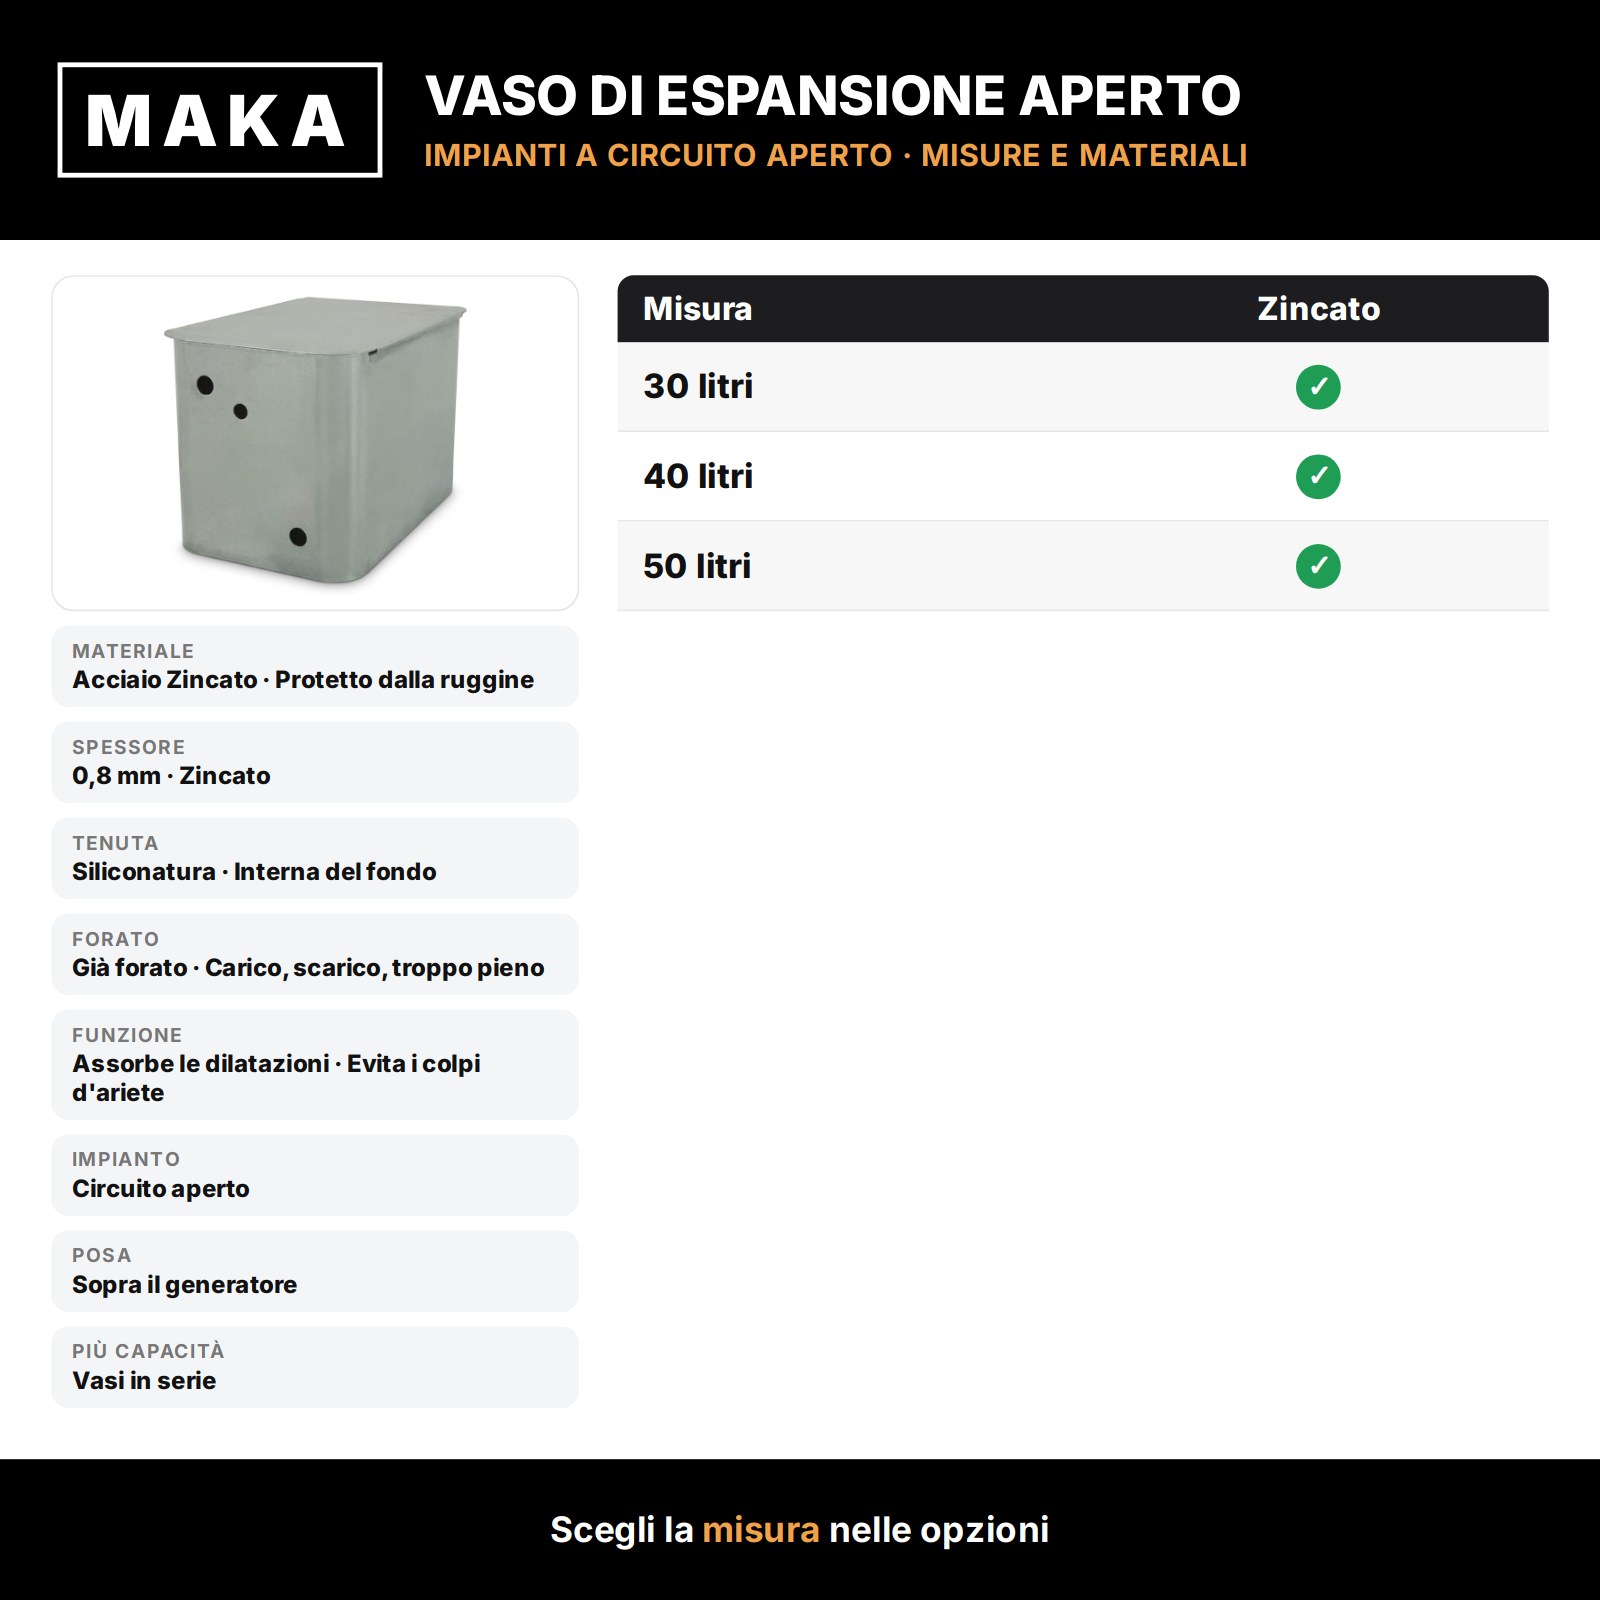 MAKA
VASO DI ESPANSIONE APERTO
IMPIANTI A CIRCUITO APERTO · MISURE E MATERIALI
Misura Zincato
30 litri ✓
40 litri ✓
50 litri ✓
MATERIALE
Acciaio Zincato · Protetto dalla ruggine
SPESSORE
0,8 mm · Zincato
TENUTA
Siliconatura · Interna del fondo
FORATO
Già forato · Carico, scarico, troppo pieno
FUNZIONE
Assorbe le dilatazioni · Evita i colpi
d'ariete
IMPIANTO
Circuito aperto
POSA
Sopra il generatore
PIÙ CAPACITÀ
Vasi in serie
Scegli la misura nelle opzioni